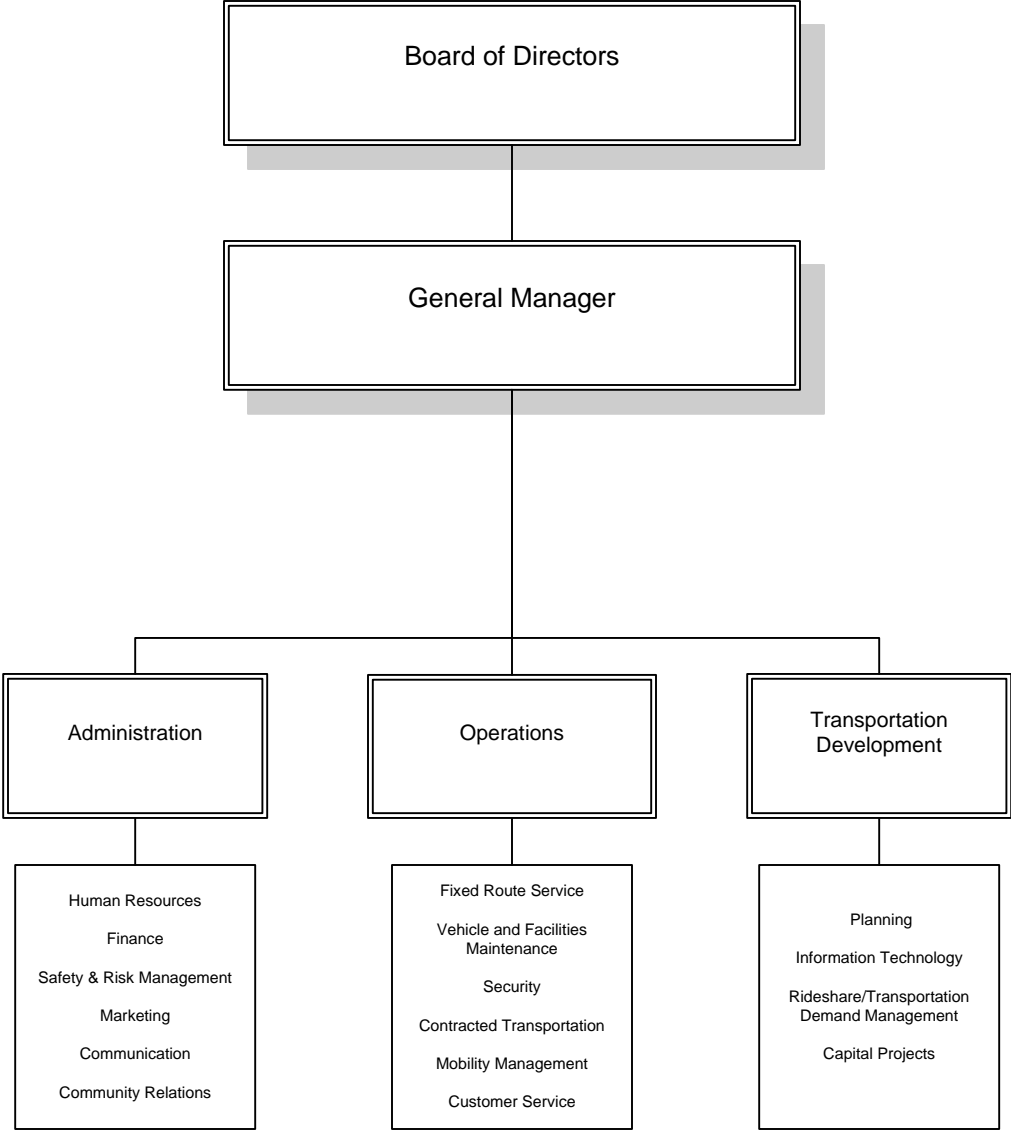 Board of Directors
General Manager
Administration
Operations
Transportation
Development
Human Resources
Finance
Safety & Risk Management
Marketing
Communication
Community Relations
Fixed Route Service
Vehicle and Facilities
Maintenance
Security
Contracted Transportation
Mobility Management
Customer Service
Planning
Information Technology
Rideshare/Transportation
Demand Management
Capital Projects